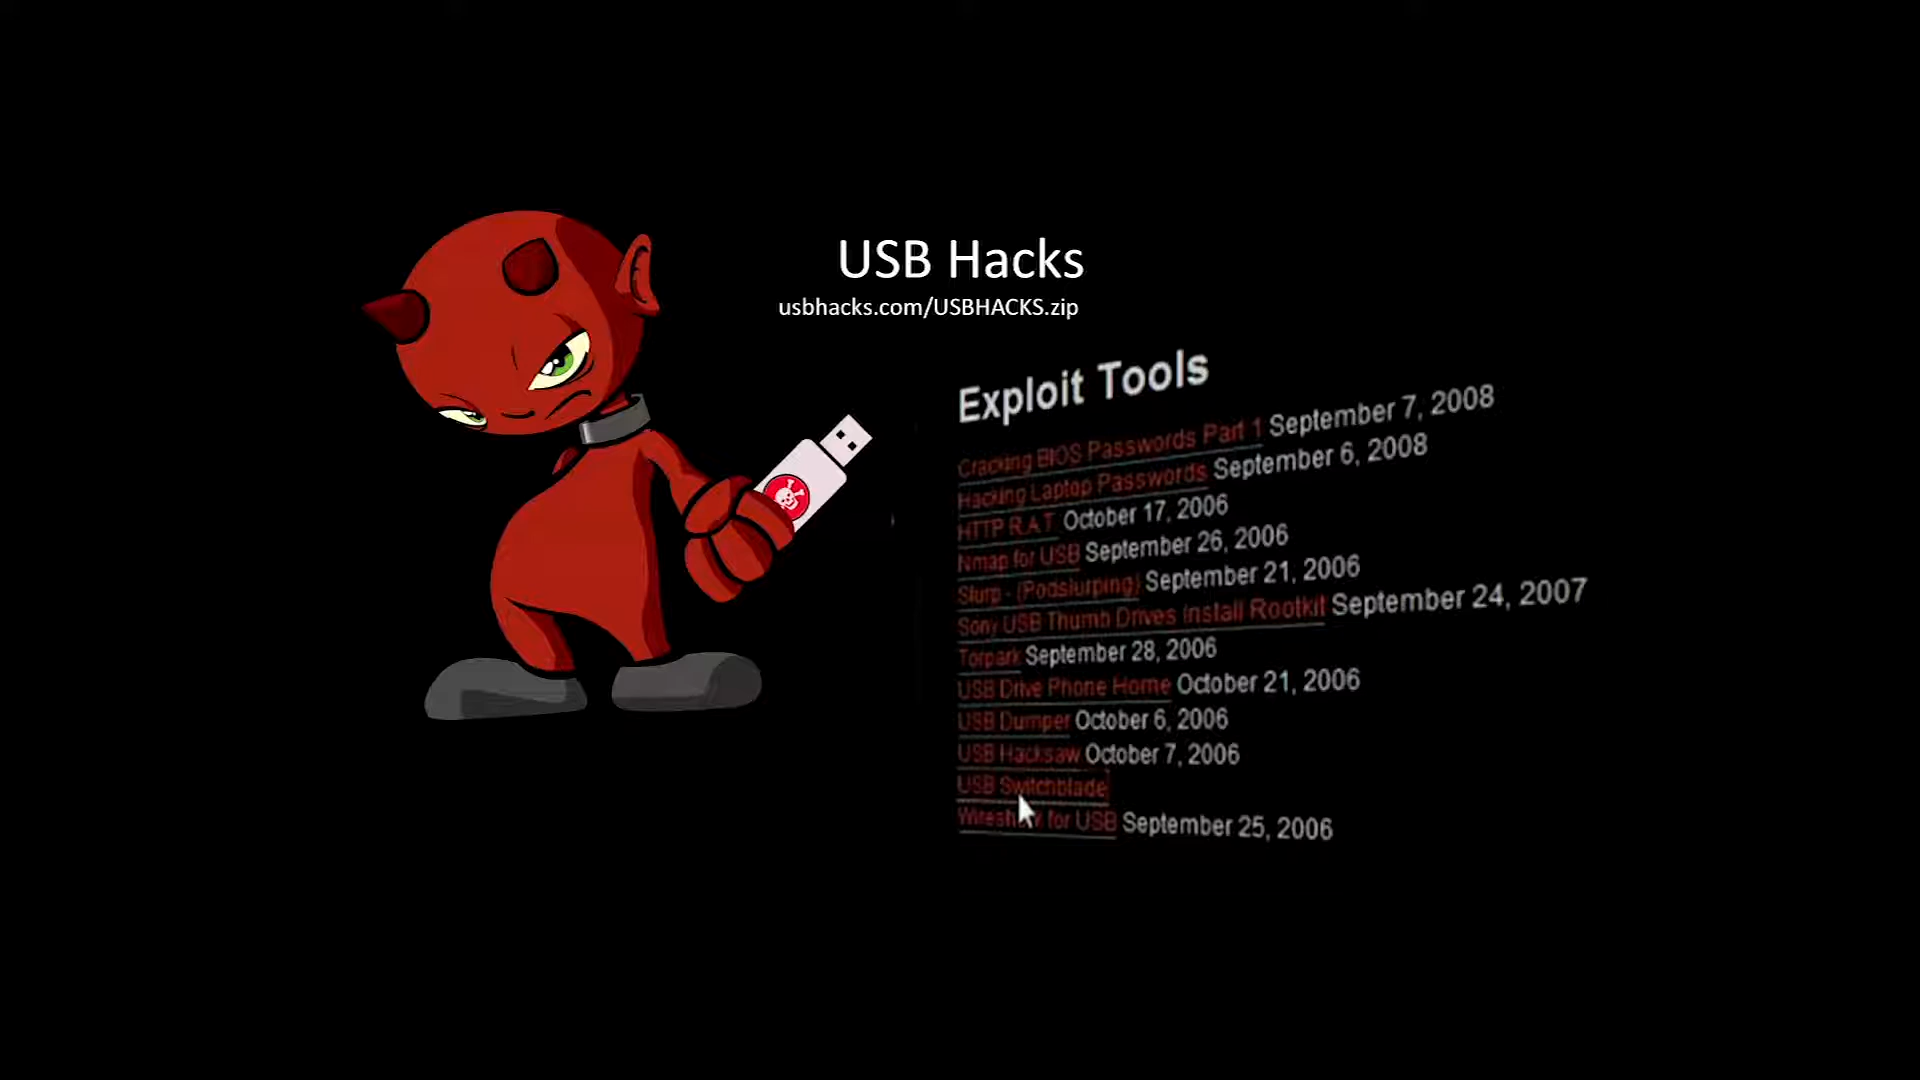 USB Hacks
usbhacks.com/USBHACKS.zip
Exploit Tools
Cracking BIOS Passwords Part 1 September 7, 2008
Hacking Laptop Passwords September 6, 2008
HTTP R.A.T October 17, 2006
Nmap for USB September 26, 2006
Slurp - (Podslurping) September 21, 2006
Sony USB Thumb Drives Install Rootkit September 24, 2007
Torpark September 28, 2006
USB Drive Phone Home October 21, 2006
USB Dumper October 6, 2006
USB Hacksaw October 7, 2006
USB Switchblade
Wireshark for USB September 25, 2006